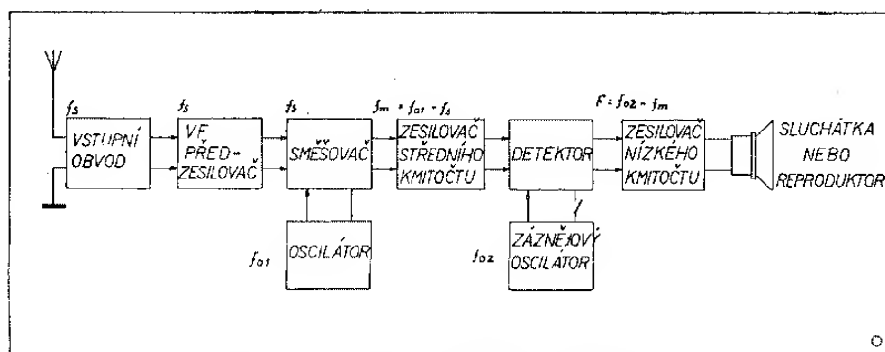 fs
fs
fs
fm = fo1 - fs
F = fo2 - fm
VSTUPNÍ
OBVOD
VF
PŘED-
ZESILOVAČ
SMĚŠOVAČ
ZESILOVAČ
STŘEDNÍHO
KMITOČTU
DETEKTOR
ZESILOVAČ
NÍZKÉHO
KMITOČTU
SLUCHÁTKA
NEBO
REPRODUKTOR
fo1
OSCILÁTOR
fo2
ZÁZNĚJOVÝ
OSCILÁTOR